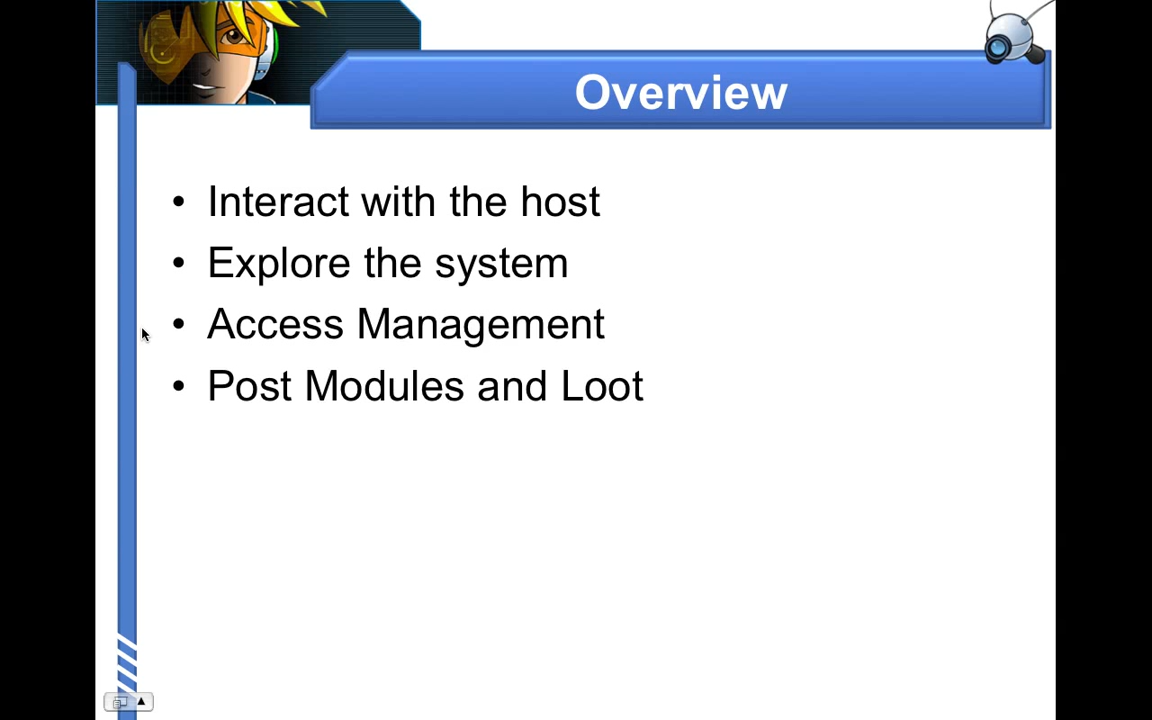 Overview
• Interact with the host
• Explore the system
• Access Management
• Post Modules and Loot